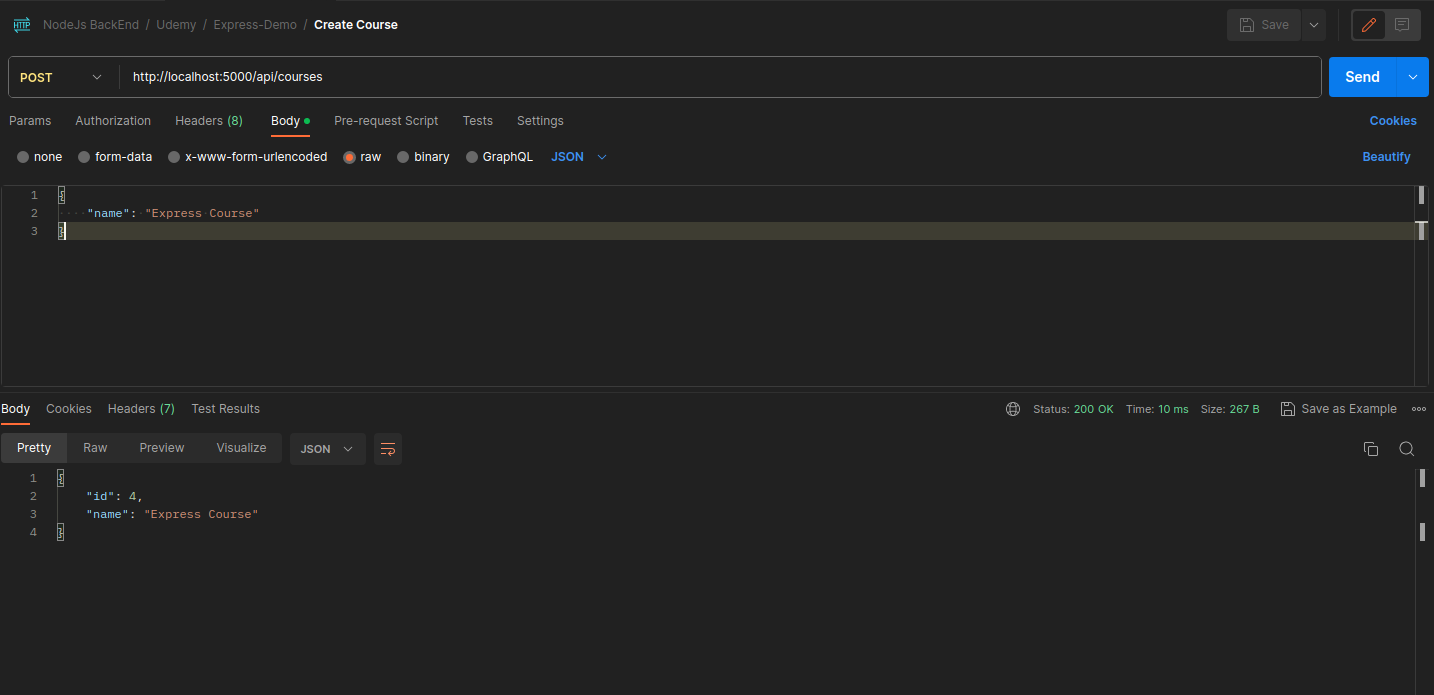 HTTP NodeJs BackEnd / Udemy / Express-Demo / Create Course Save
POST http://localhost:5000/api/courses Send
Params Authorization Headers (8) Body Pre-request Script Tests Settings Cookies
none form-data x-www-form-urlencoded raw binary GraphQL JSON Beautify
1 {
2 "name": "Express Course"
3 }
Body Cookies Headers (7) Test Results Status: 200 OK Time: 10 ms Size: 267 B Save as Example
Pretty Raw Preview Visualize JSON
1 {
2 "id": 4,
3 "name": "Express Course"
4 }